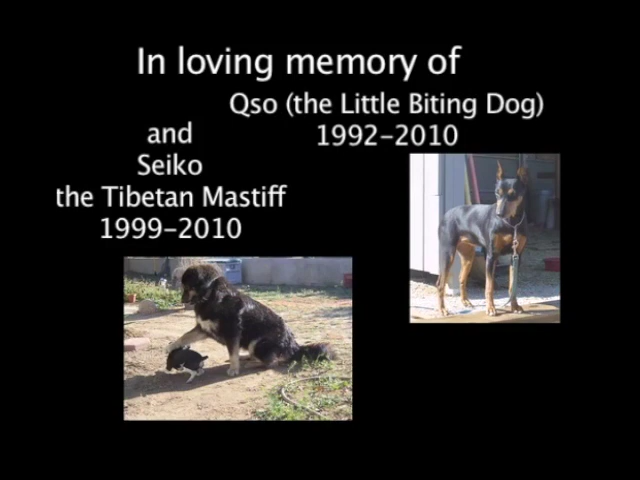 In loving memory of
Qso (the Little Biting Dog)
1992-2010
and
Seiko
the Tibetan Mastiff
1999-2010